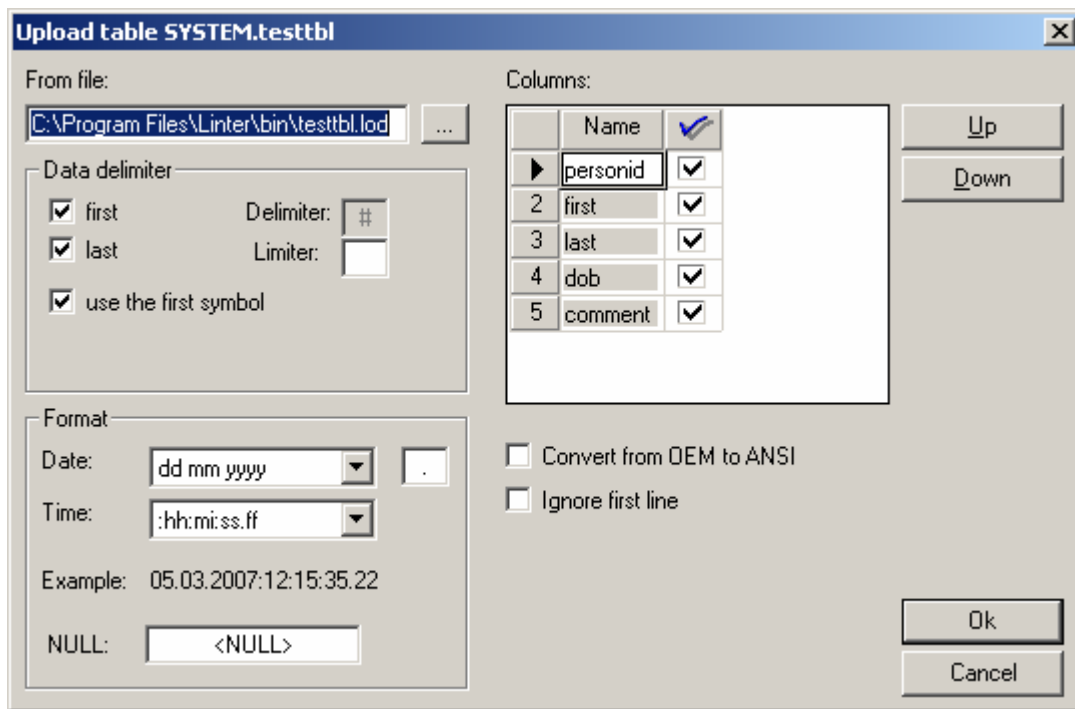 Upload table SYSTEM.testtbl
From file:
C:\Program Files\Linter\bin\testtbl.lod
...
Data delimiter
first
Delimiter: #
last
Limiter:
use the first symbol
Format
Date: dd mm yyyy .
Time: :hh:mi:ss.ff
Example: 05.03.2007:12:15:35.22
NULL: <NULL>
Columns:
Name
personid
2 first
3 last
4 dob
5 comment
Up
Down
Convert from OEM to ANSI
Ignore first line
Ok
Cancel